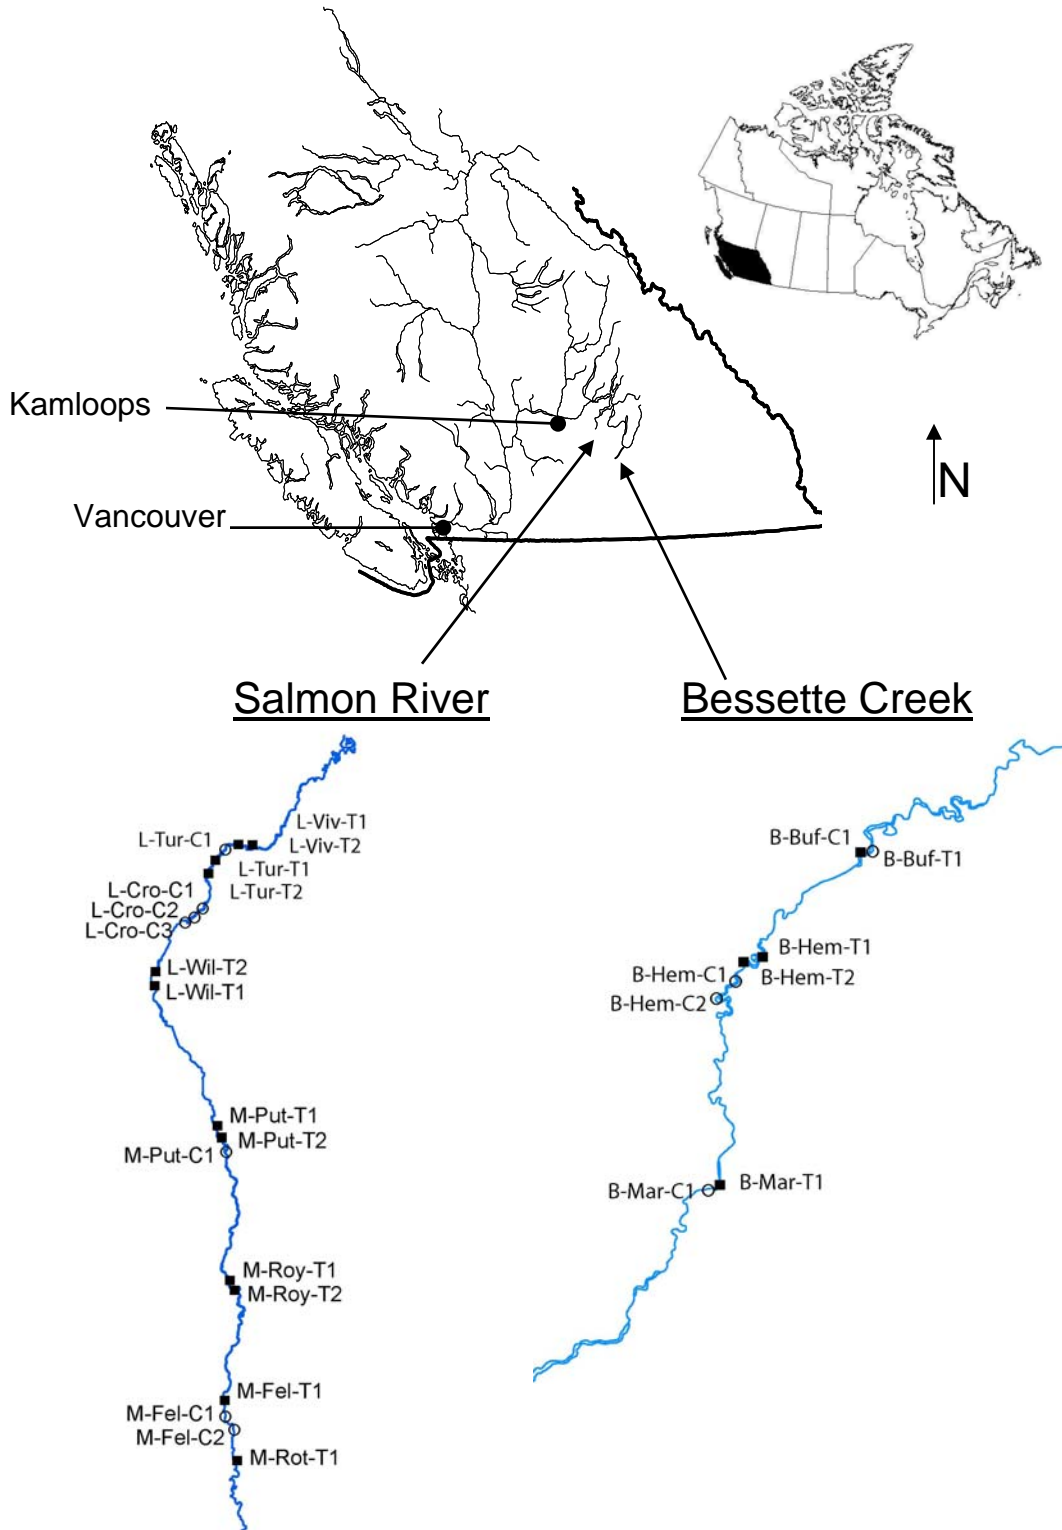 Kamloops
Vancouver
N
Salmon River
Bessette Creek
L-Viv-T1
L-Tur-C1
L-Viv-T2
L-Tur-T1
L-Cro-C1
L-Tur-T2
L-Cro-C2
L-Cro-C3
L-Wil-T2
L-Wil-T1
M-Put-T1
M-Put-T2
M-Put-C1
M-Roy-T1
M-Roy-T2
M-Fel-T1
M-Fel-C1
M-Fel-C2
M-Rot-T1
B-Buf-C1
B-Buf-T1
B-Hem-T1
B-Hem-C1
B-Hem-T2
B-Hem-C2
B-Mar-T1
B-Mar-C1